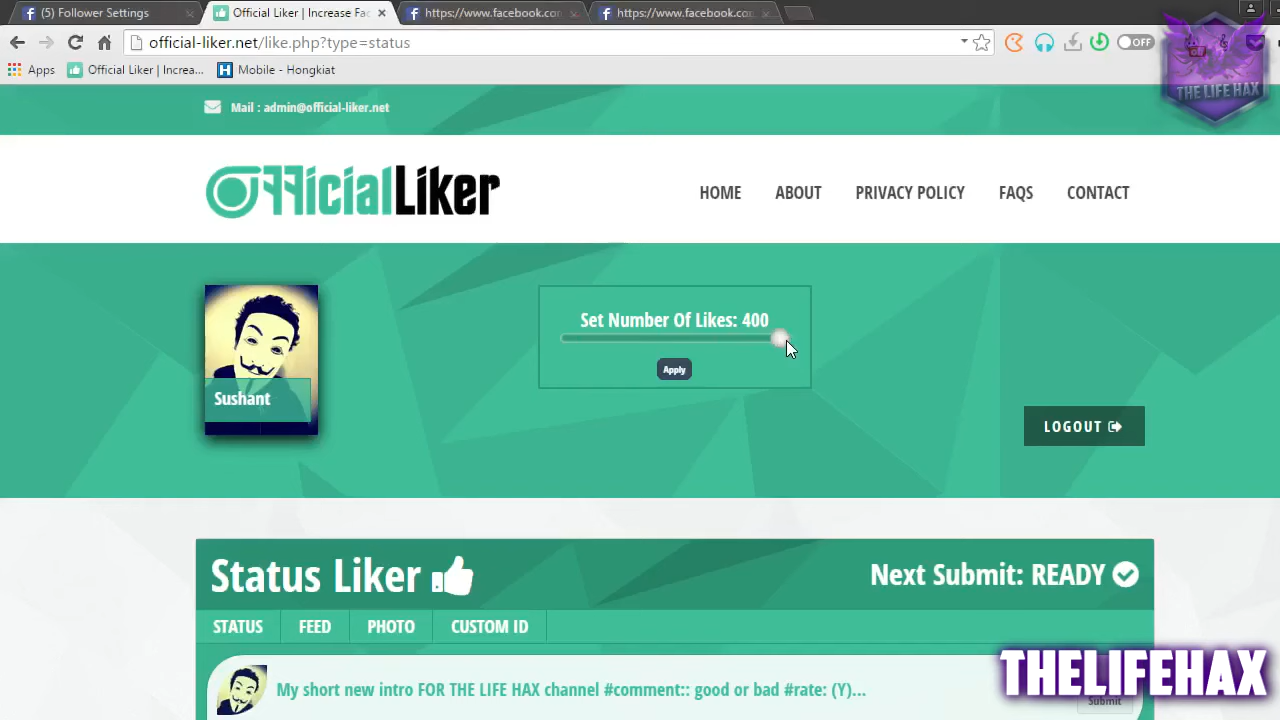 (5) Follower Settings
Official Liker | Increase Fac
https://www.facebook.con
https://www.facebook.com
official-liker.net/like.php?type=status
OFF
Apps
Official Liker | Increa...
Mobile - Hongkiat
THE LIFE HAX
Mail : admin@official-liker.net
OfficialLiker
HOME
ABOUT
PRIVACY POLICY
FAQS
CONTACT
Set Number Of Likes: 400
Apply
Sushant
LOGOUT
Status Liker
Next Submit: READY
STATUS
FEED
PHOTO
CUSTOM ID
My short new intro FOR THE LIFE HAX channel #comment:: good or bad #rate: (Y)...
Submit
THELIFEHAX